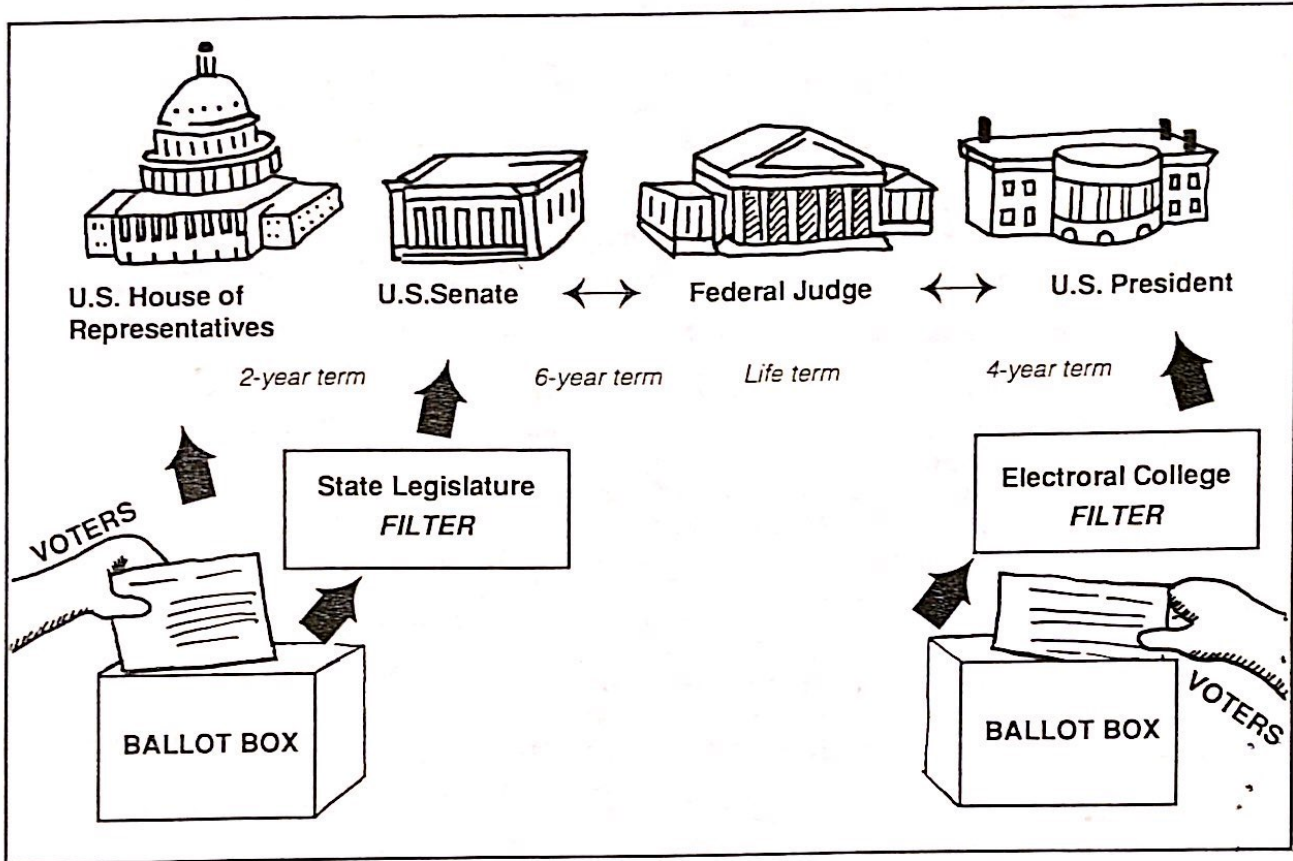 U.S. House of
Representatives
U.S.Senate
Federal Judge
U.S. President
2-year term
6-year term
Life term
4-year term
State Legislature
FILTER
Electroral College
FILTER
VOTERS
BALLOT BOX
BALLOT BOX
VOTERS